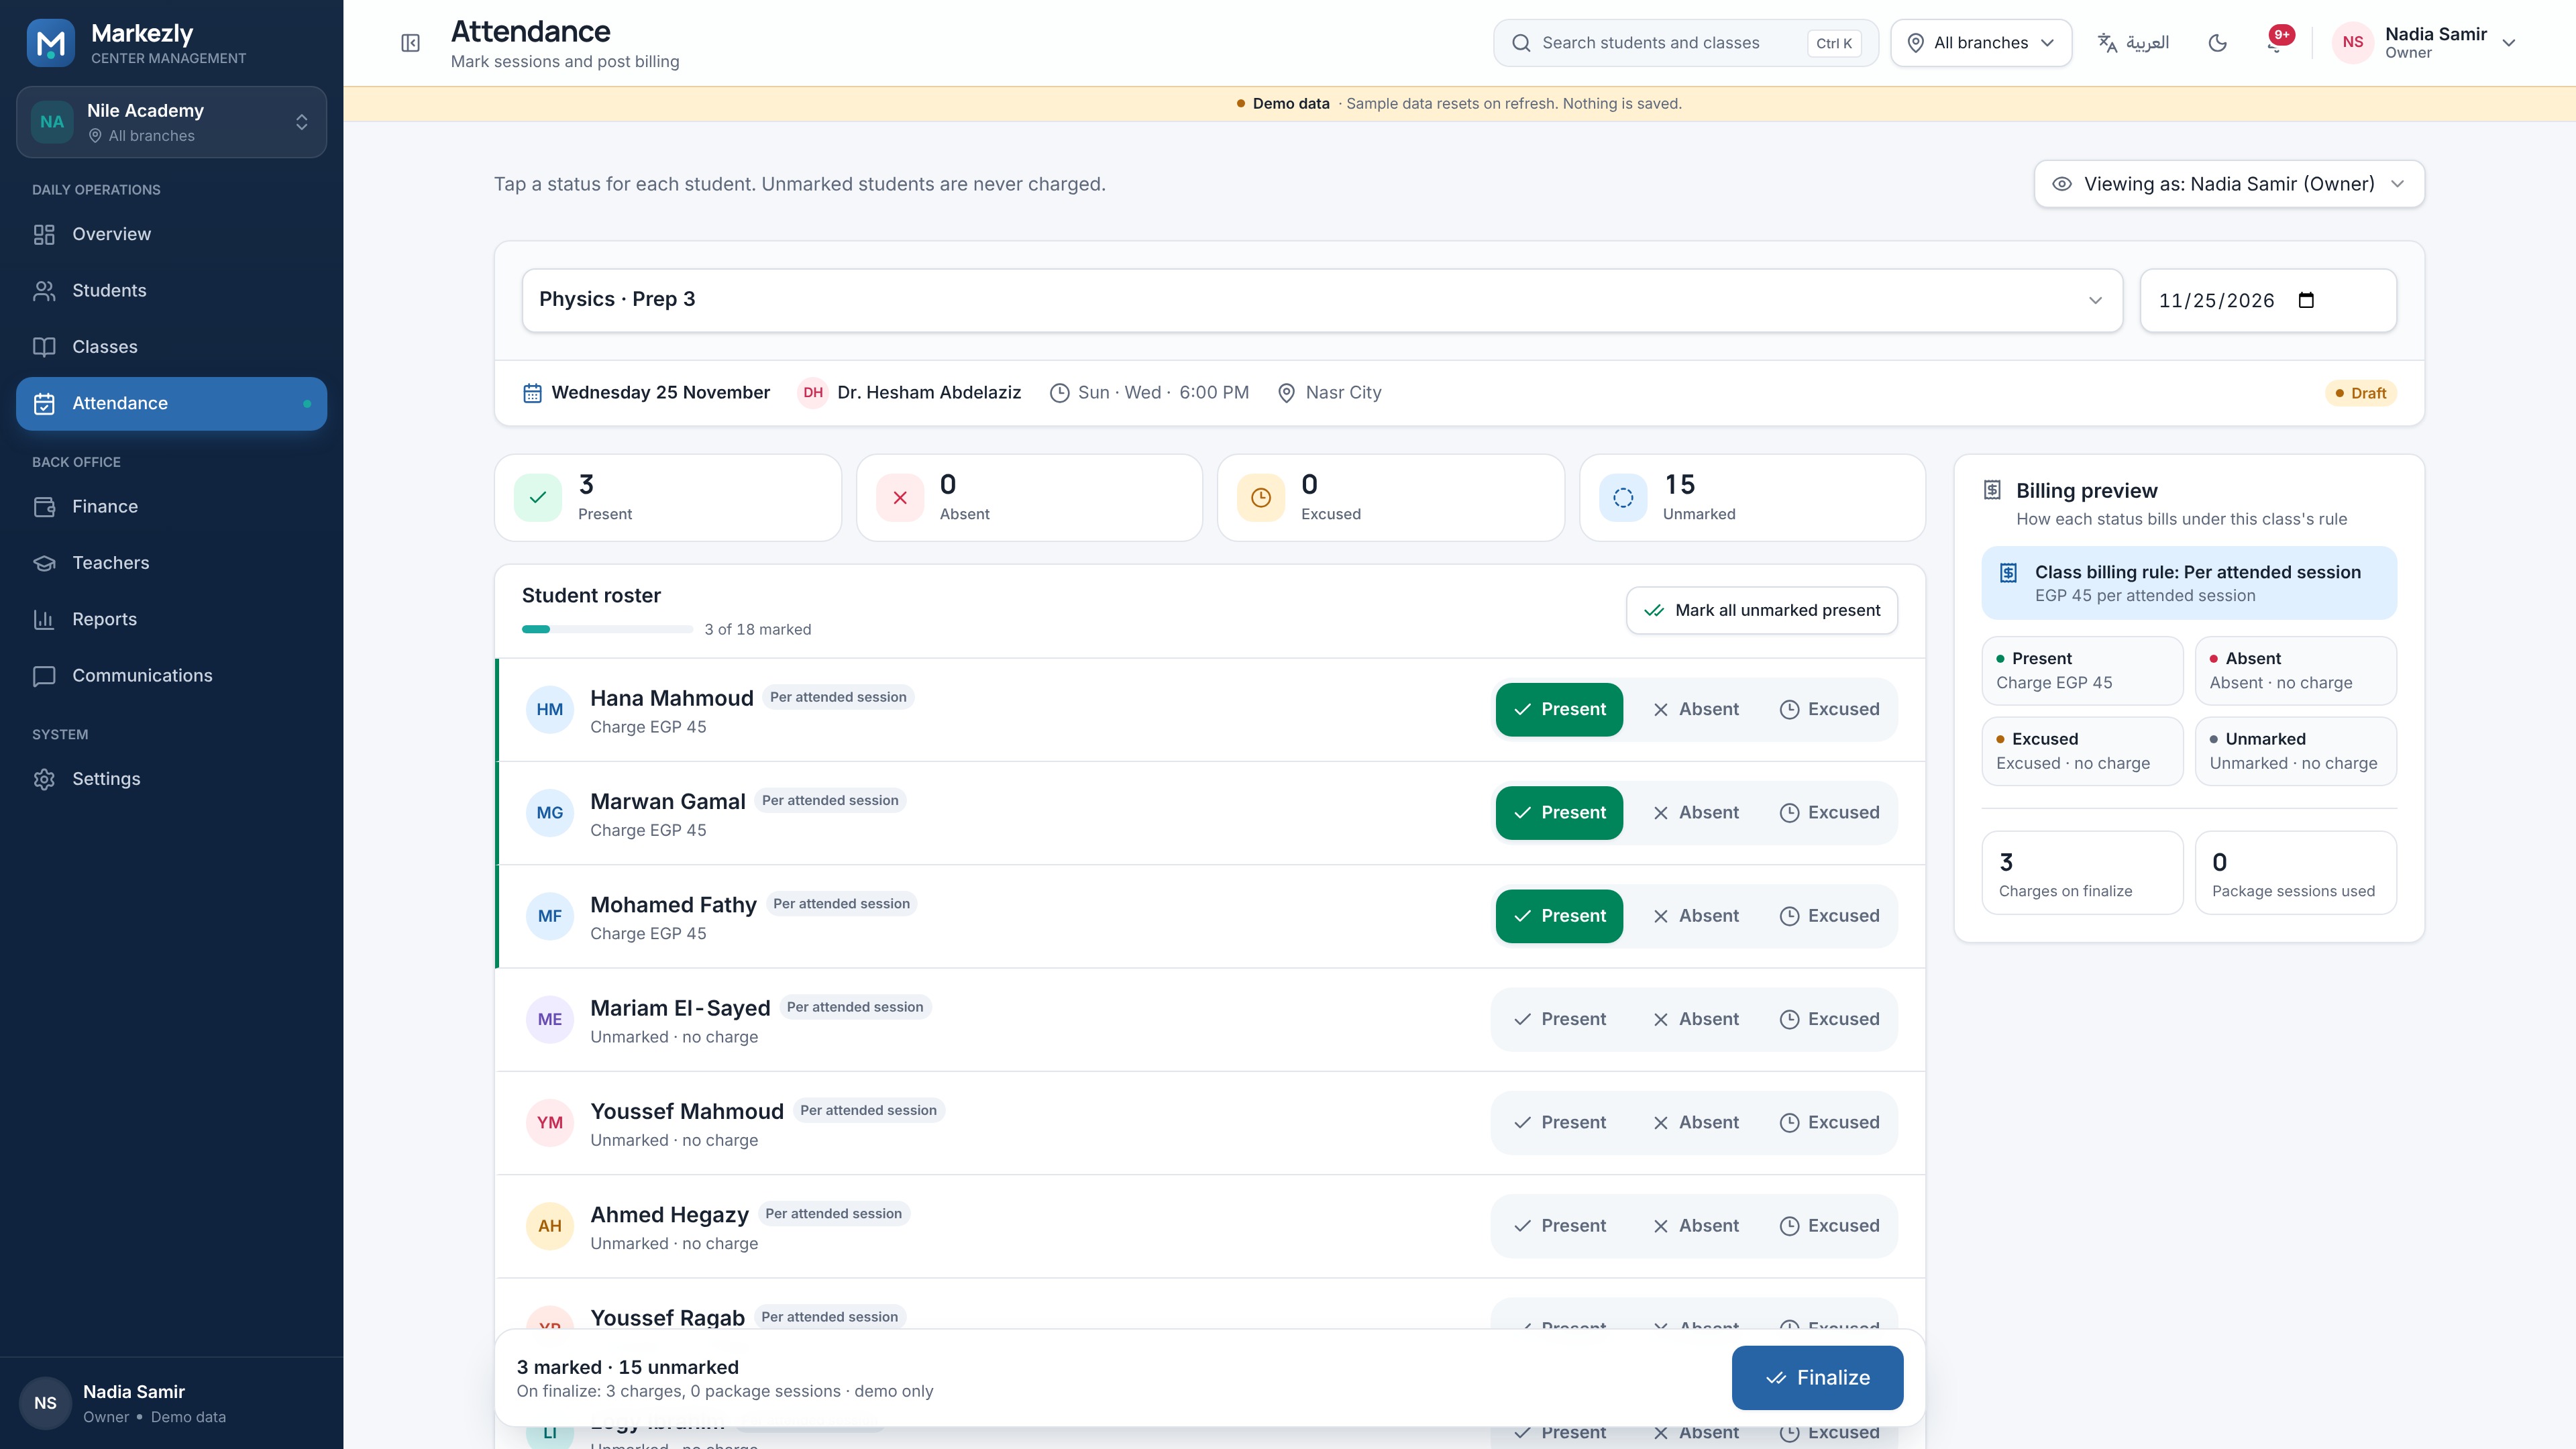 Markezly
CENTER MANAGEMENT
NA
Nile Academy
All branches
DAILY OPERATIONS
Overview
Students
Classes
Attendance
BACK OFFICE
Finance
Teachers
Reports
Communications
SYSTEM
Settings
NS
Nadia Samir
Owner • Demo data
Attendance
Mark sessions and post billing
Search students and classes
Ctrl K
All branches
العربية
9+
NS
Nadia Samir
Owner
Demo data · Sample data resets on refresh. Nothing is saved.
Tap a status for each student. Unmarked students are never charged.
Viewing as: Nadia Samir (Owner)
Physics · Prep 3
11/25/2026
Wednesday 25 November
DH
Dr. Hesham Abdelaziz
Sun · Wed · 6:00 PM
Nasr City
Draft
3
Present
0
Absent
0
Excused
15
Unmarked
Student roster
3 of 18 marked
Mark all unmarked present
HM
Hana Mahmoud
Per attended session
Charge EGP 45
Present
Absent
Excused
MG
Marwan Gamal
Per attended session
Charge EGP 45
Present
Absent
Excused
MF
Mohamed Fathy
Per attended session
Charge EGP 45
Present
Absent
Excused
ME
Mariam El-Sayed
Per attended session
Unmarked · no charge
Present
Absent
Excused
YM
Youssef Mahmoud
Per attended session
Unmarked · no charge
Present
Absent
Excused
AH
Ahmed Hegazy
Per attended session
Unmarked · no charge
Present
Absent
Excused
YR
Youssef Ragab
Per attended session
Present
Absent
Excused
3 marked · 15 unmarked
On finalize: 3 charges, 0 package sessions · demo only
Finalize
LI
Unmarked · no charge
Present
Absent
Excused
Billing preview
How each status bills under this class's rule
Class billing rule: Per attended session
EGP 45 per attended session
Present
Charge EGP 45
Absent
Absent · no charge
Excused
Excused · no charge
Unmarked
Unmarked · no charge
3
Charges on finalize
0
Package sessions used